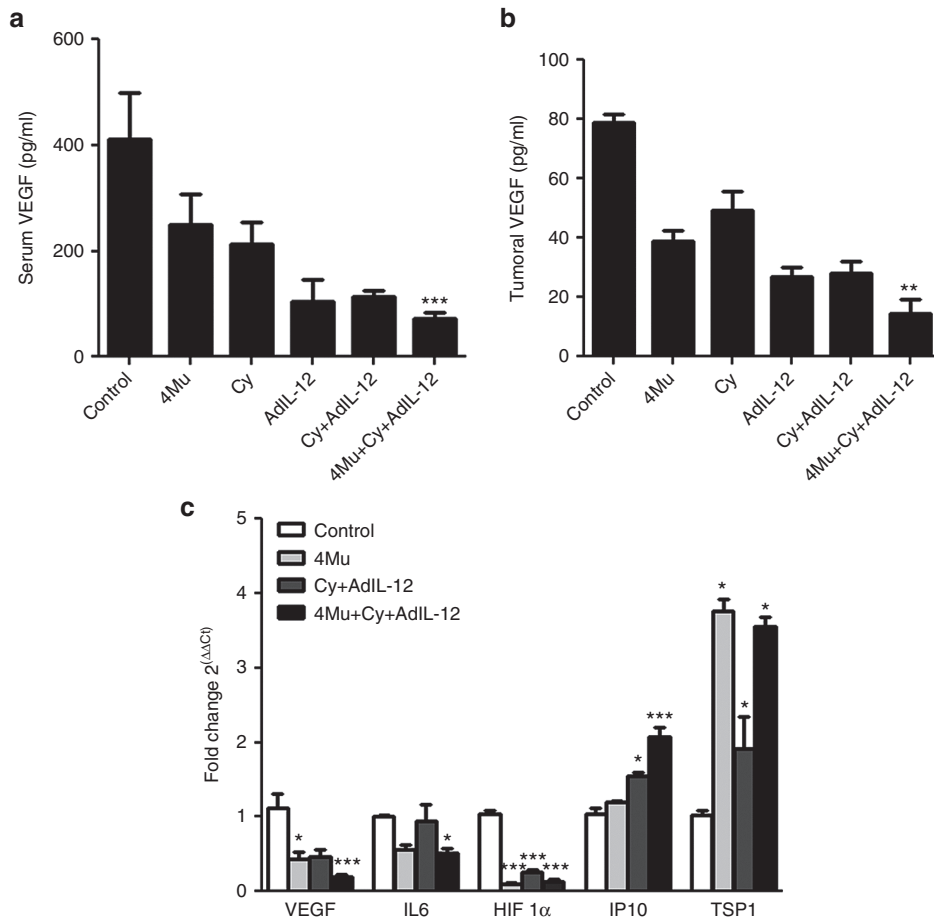 a
600
400
200
0
Serum VEGF (pg/ml)
Control
4Mu
Cy
AdIL-12
Cy+AdIL-12
4Mu+Cy+AdIL-12
***
b
100
80
60
40
20
0
Tumoral VEGF (pg/ml)
Control
4Mu
Cy
AdIL-12
Cy+AdIL-12
4Mu+Cy+AdIL-12
**
c
5
4
3
2
1
0
Fold change 2(ΔΔCt)
Control
4Mu
Cy+AdIL-12
4Mu+Cy+AdIL-12
*
***
*
***
***
***
*
***
*
*
*
VEGF
IL6
HIF 1α
IP10
TSP1